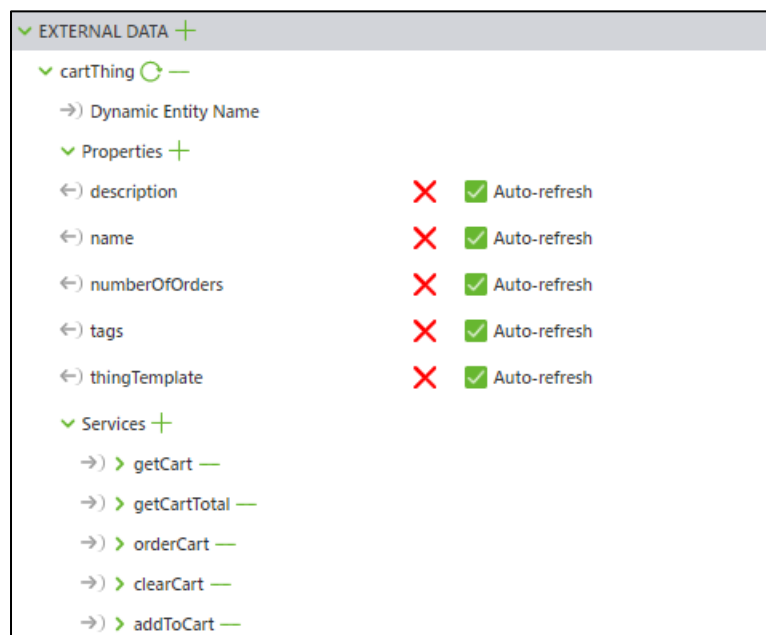 EXTERNAL DATA
cartThing
Dynamic Entity Name
Properties
description Auto-refresh
name Auto-refresh
numberOfOrders Auto-refresh
tags Auto-refresh
thingTemplate Auto-refresh
Services
getCart
getCartTotal
orderCart
clearCart
addToCart